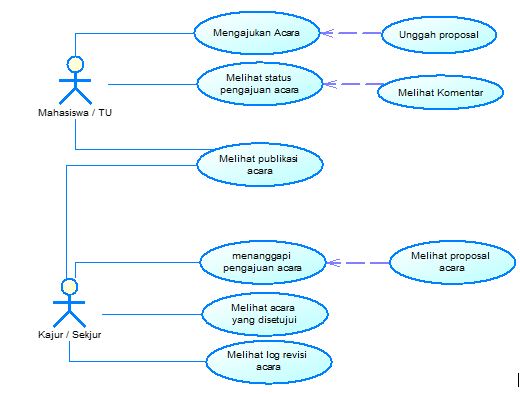 Mengajukan Acara
Unggah proposal
Melihat status
pengajuan acara
Melihat Komentar
Mahasiswa / TU
Melihat publikasi
acara
menanggapi
pengajuan acara
Melihat proposal
acara
Melihat acara
yang disetujui
Kajur / Sekjur
Melihat log revisi
acara